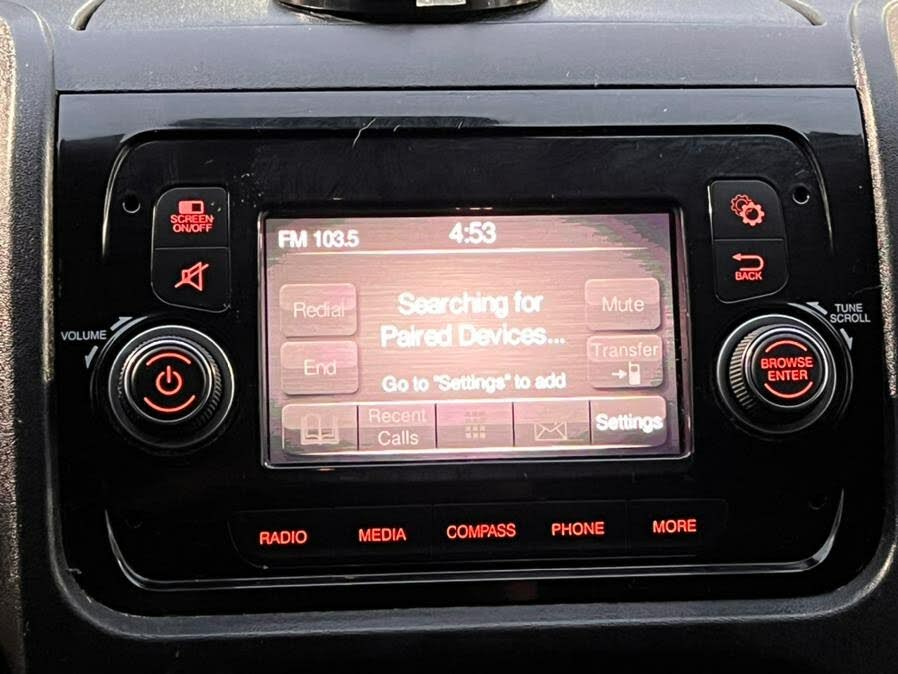 SCREEN
ON/OFF
FM 103.5
4:53
BACK
VOLUME
TUNE
SCROLL
Redial
Searching for
Paired Devices...
Mute
End
Transfer
Go to "Settings" to add
BROWSE
ENTER
Recent
Calls
Settings
RADIO
MEDIA
COMPASS
PHONE
MORE